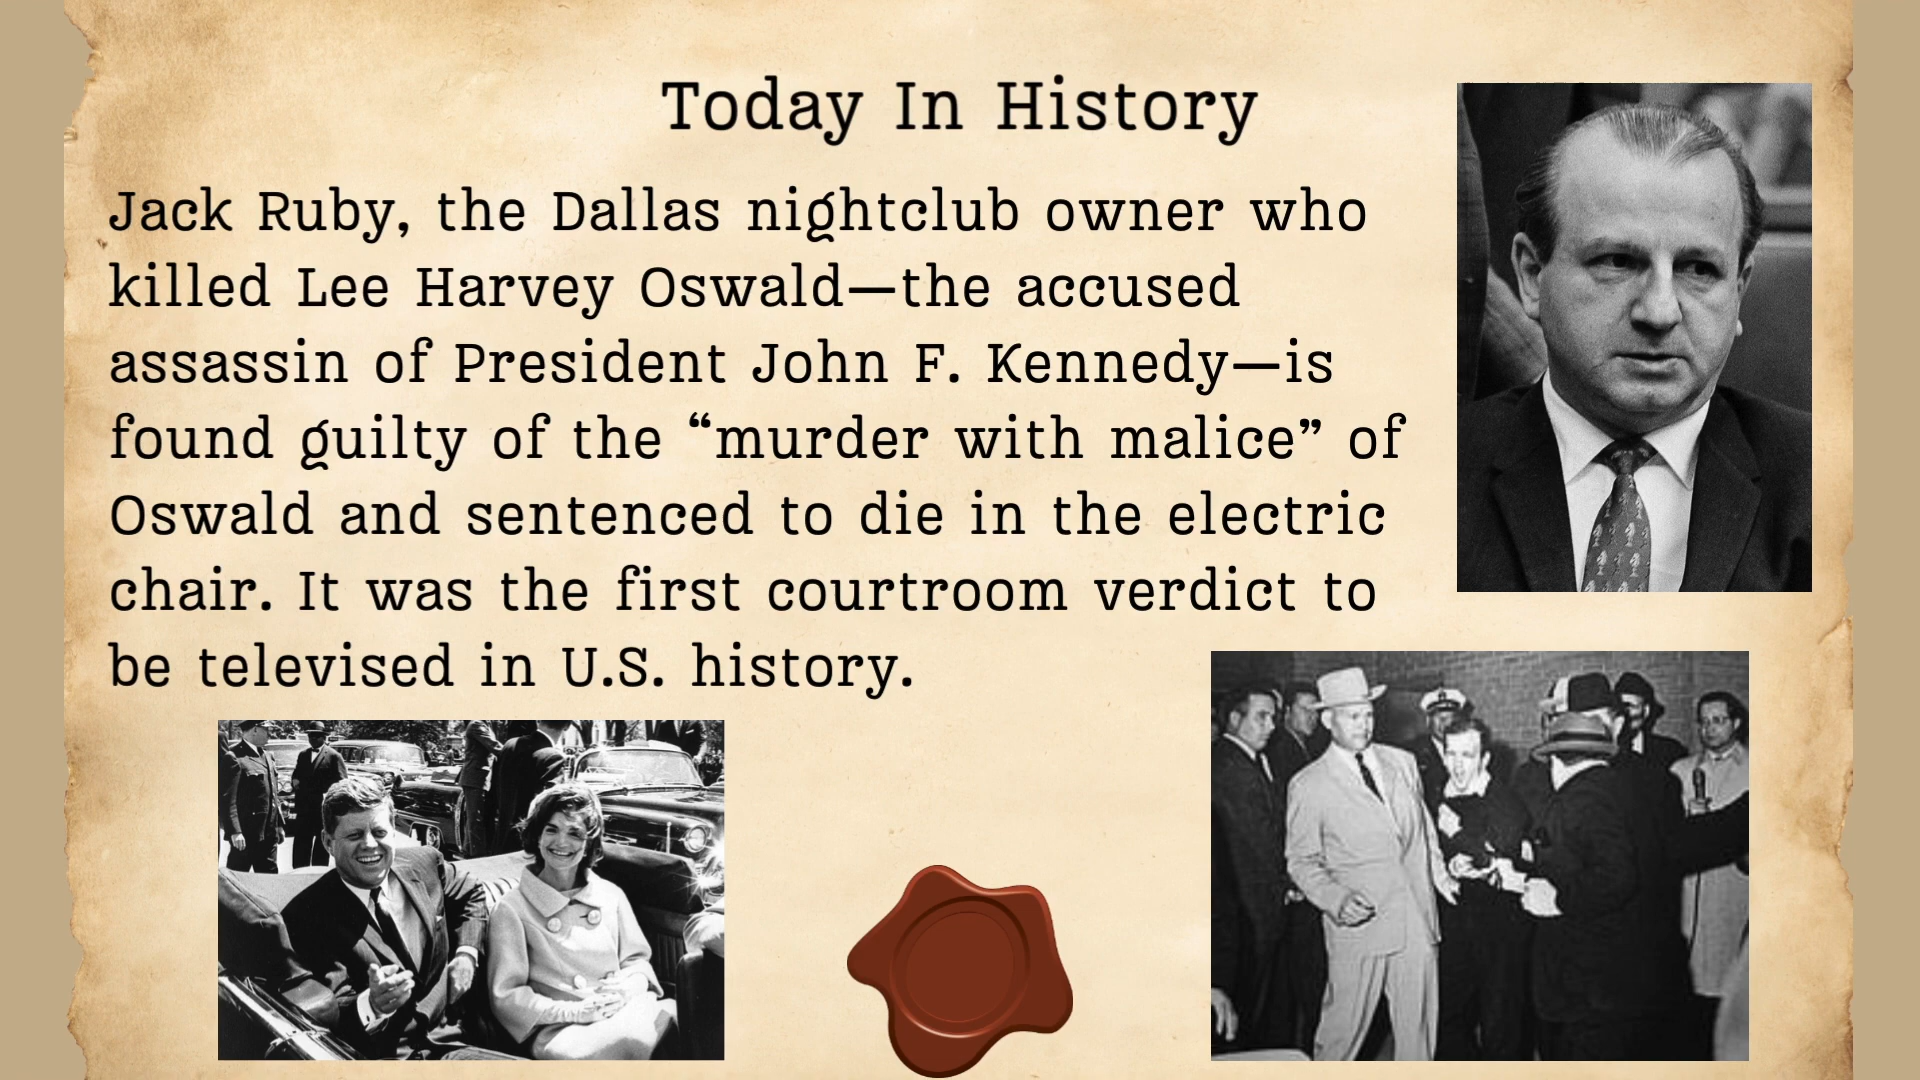 Today In History
Jack Ruby, the Dallas nightclub owner who
killed Lee Harvey Oswald—the accused
assassin of President John F. Kennedy—is
found guilty of the “murder with malice” of
Oswald and sentenced to die in the electric
chair. It was the first courtroom verdict to
be televised in U.S. history.